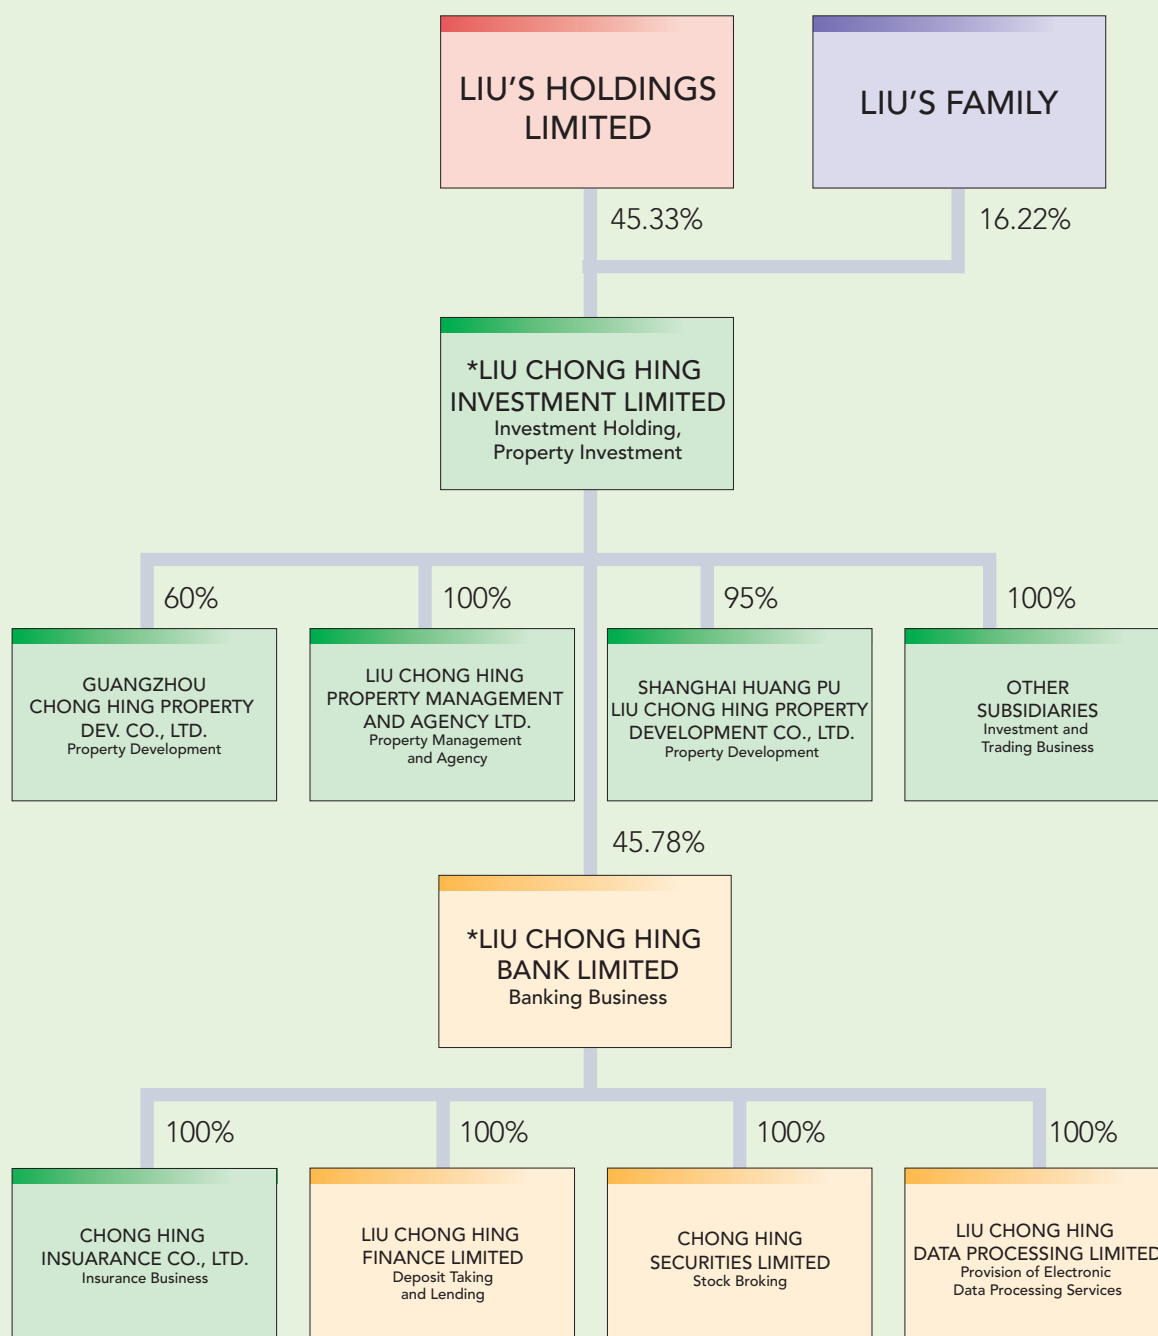 LIU’S HOLDINGS
LIMITED
LIU’S FAMILY
45.33%
16.22%
*LIU CHONG HING
INVESTMENT LIMITED
Investment Holding,
Property Investment
60%
100%
95%
100%
GUANGZHOU
CHONG HING PROPERTY
DEV. CO., LTD.
Property Development
LIU CHONG HING
PROPERTY MANAGEMENT
AND AGENCY LTD.
Property Management
and Agency
SHANGHAI HUANG PU
LIU CHONG HING PROPERTY
DEVELOPMENT CO., LTD.
Property Development
OTHER
SUBSIDIARIES
Investment and
Trading Business
45.78%
*LIU CHONG HING
BANK LIMITED
Banking Business
100%
100%
100%
100%
CHONG HING
INSUARANCE CO., LTD.
Insurance Business
LIU CHONG HING
FINANCE LIMITED
Deposit Taking
and Lending
CHONG HING
SECURITIES LIMITED
Stock Broking
LIU CHONG HING
DATA PROCESSING LIMITED
Provision of Electronic
Data Processing Services